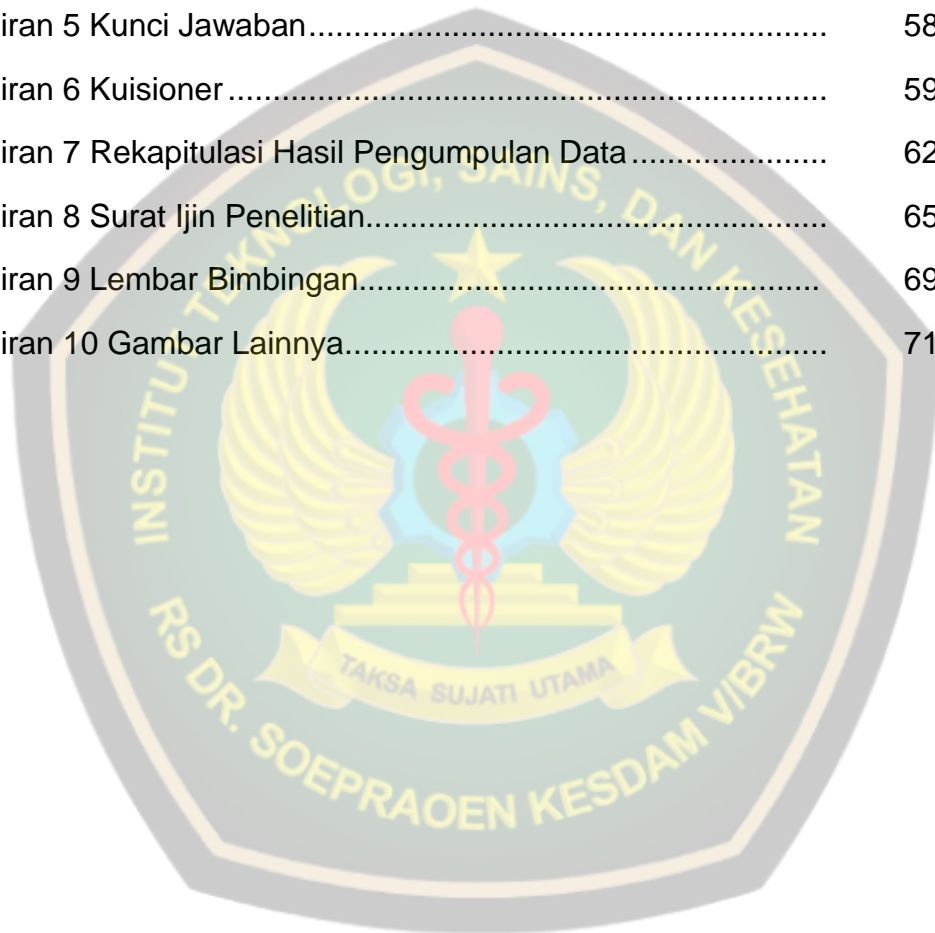 iran 5 Kunci Jawaban.......................................................... 58
iran 6 Kuisioner................................................................... 59
iran 7 Rekapitulasi Hasil Pengumpulan Data...................... 62
iran 8 Surat Ijin Penelitian.................................................... 65
iran 9 Lembar Bimbingan................................................... 69
iran 10 Gambar Lainnya...................................................... 71
INSTITUT TEKNOLOGI, SAINS, DAN KESEHATAN
TAKSA SUJATI UTAMA
RS DR. SOEPRAOEN KESDAM V/BRW